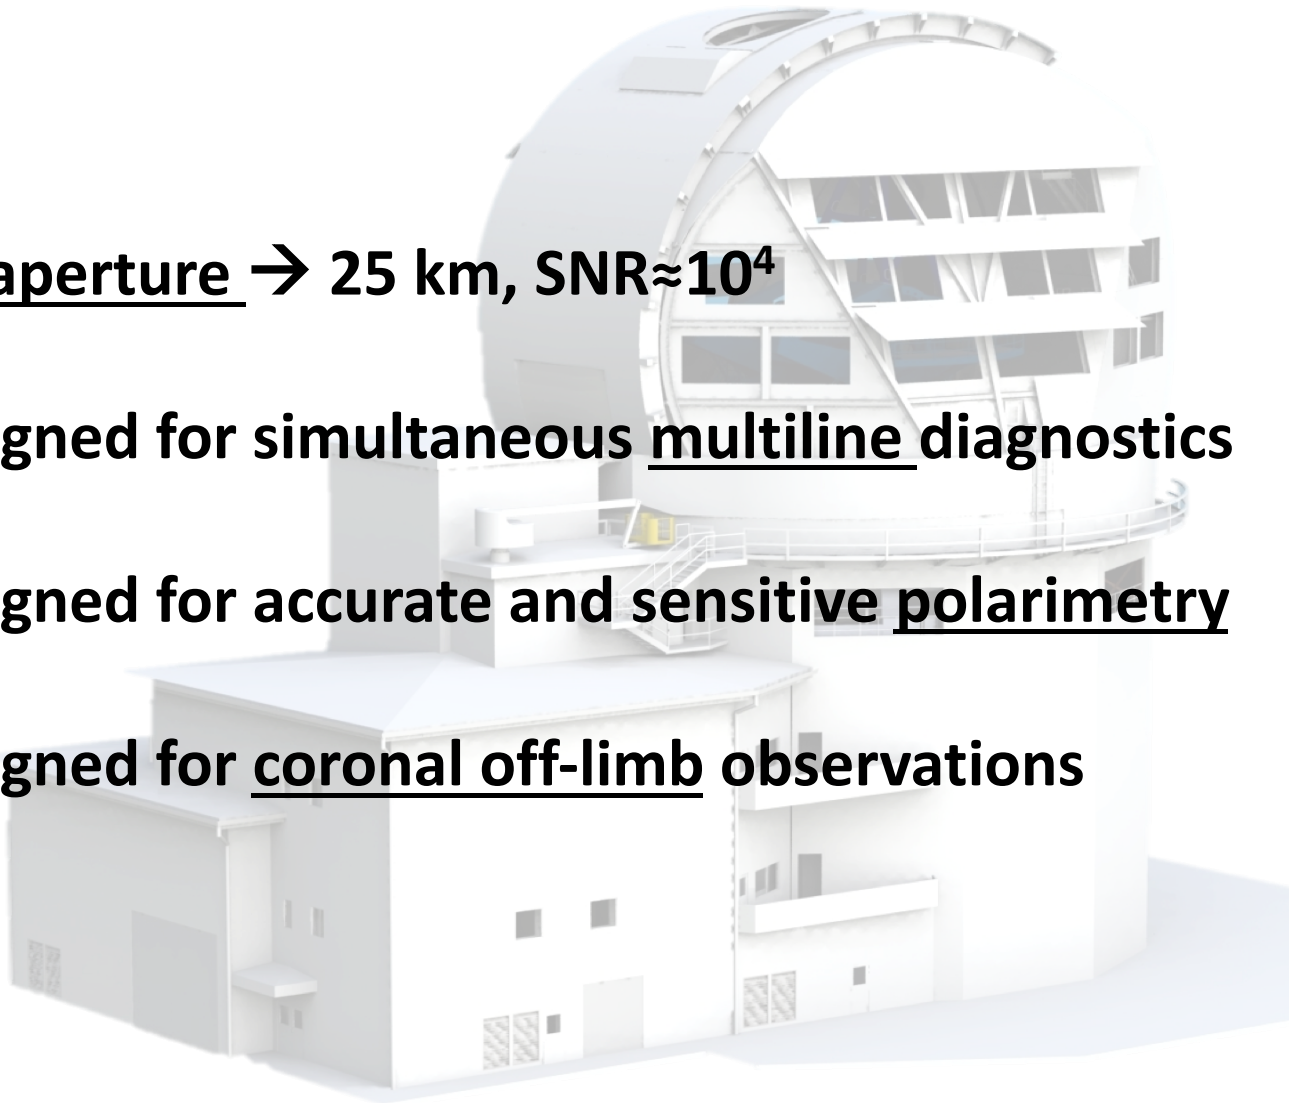 aperture → 25 km, SNR≈10⁴
gned for simultaneous multiline diagnostics
gned for accurate and sensitive polarimetry
gned for coronal off-limb observations